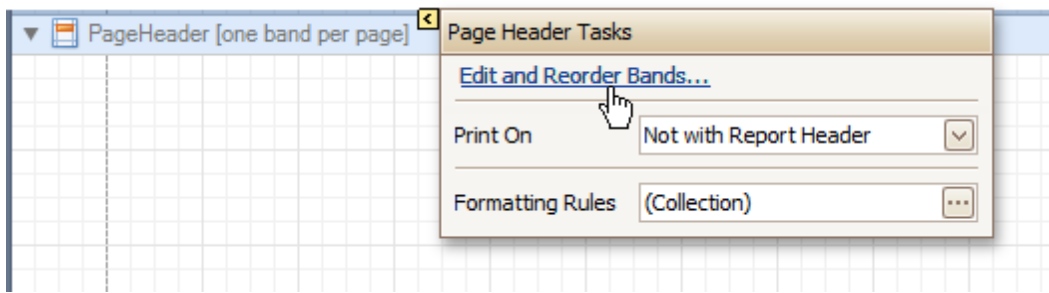 PageHeader [one band per page]
Page Header Tasks
Edit and Reorder Bands...
Print On Not with Report Header
Formatting Rules (Collection)